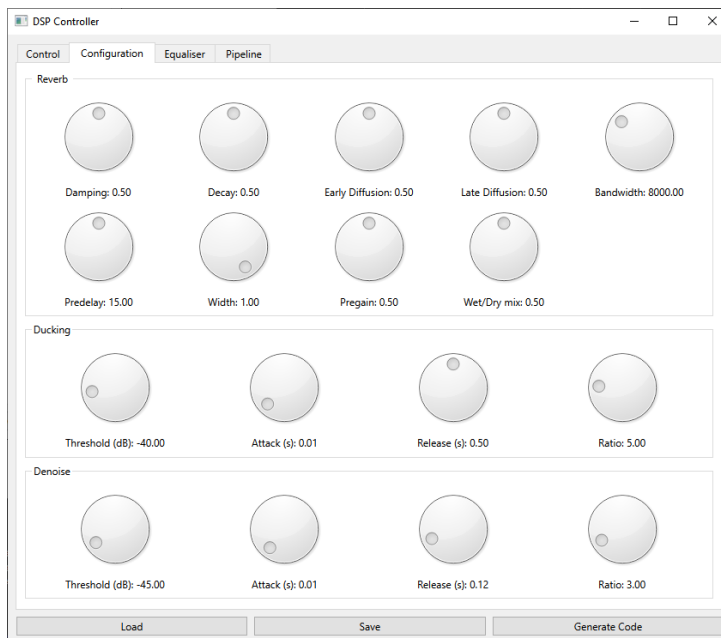 DSP Controller
Control Configuration Equaliser Pipeline
Reverb
Damping: 0.50 Decay: 0.50 Early Diffusion: 0.50 Late Diffusion: 0.50 Bandwidth: 8000.00
Predelay: 15.00 Width: 1.00 Pregain: 0.50 Wet/Dry mix: 0.50
Ducking
Threshold (dB): -40.00 Attack (s): 0.01 Release (s): 0.50 Ratio: 5.00
Denoise
Threshold (dB): -45.00 Attack (s): 0.01 Release (s): 0.12 Ratio: 3.00
Load Save Generate Code